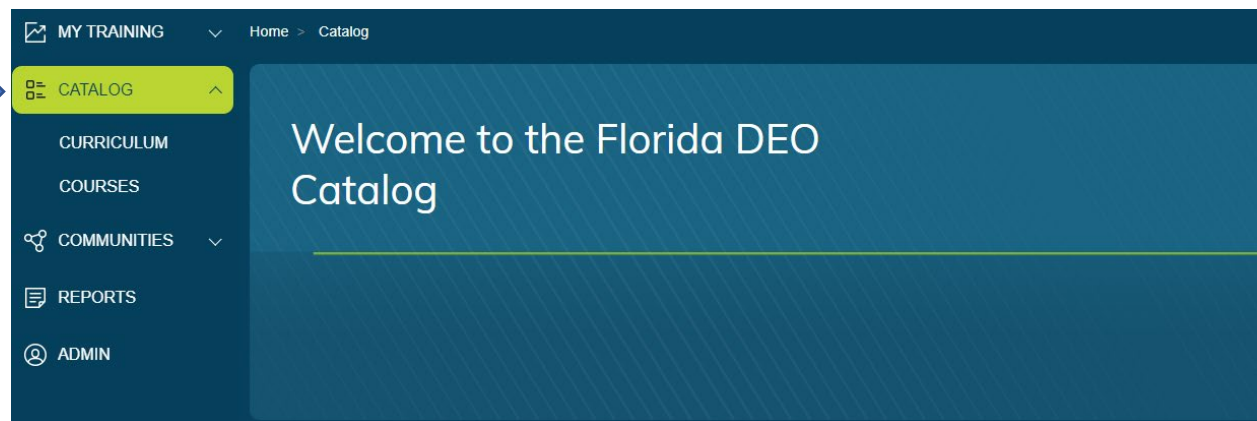 MY TRAINING
Home > Catalog
CATALOG
CURRICULUM
COURSES
COMMUNITIES
REPORTS
ADMIN
Welcome to the Florida DEO
Catalog